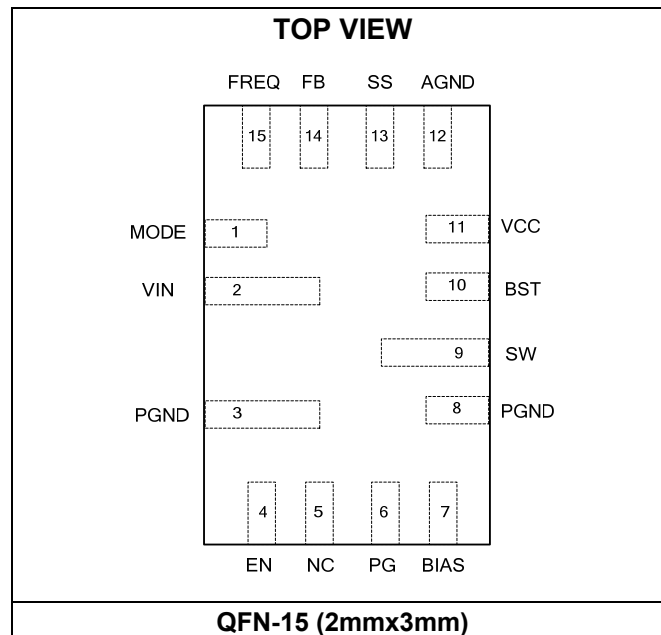 TOP VIEW
FREQ FB SS AGND
15 14 13 12
MODE 1 11 VCC
VIN 2 10 BST
9 SW
PGND 3 8 PGND
4 5 6 7
EN NC PG BIAS
QFN-15 (2mmx3mm)